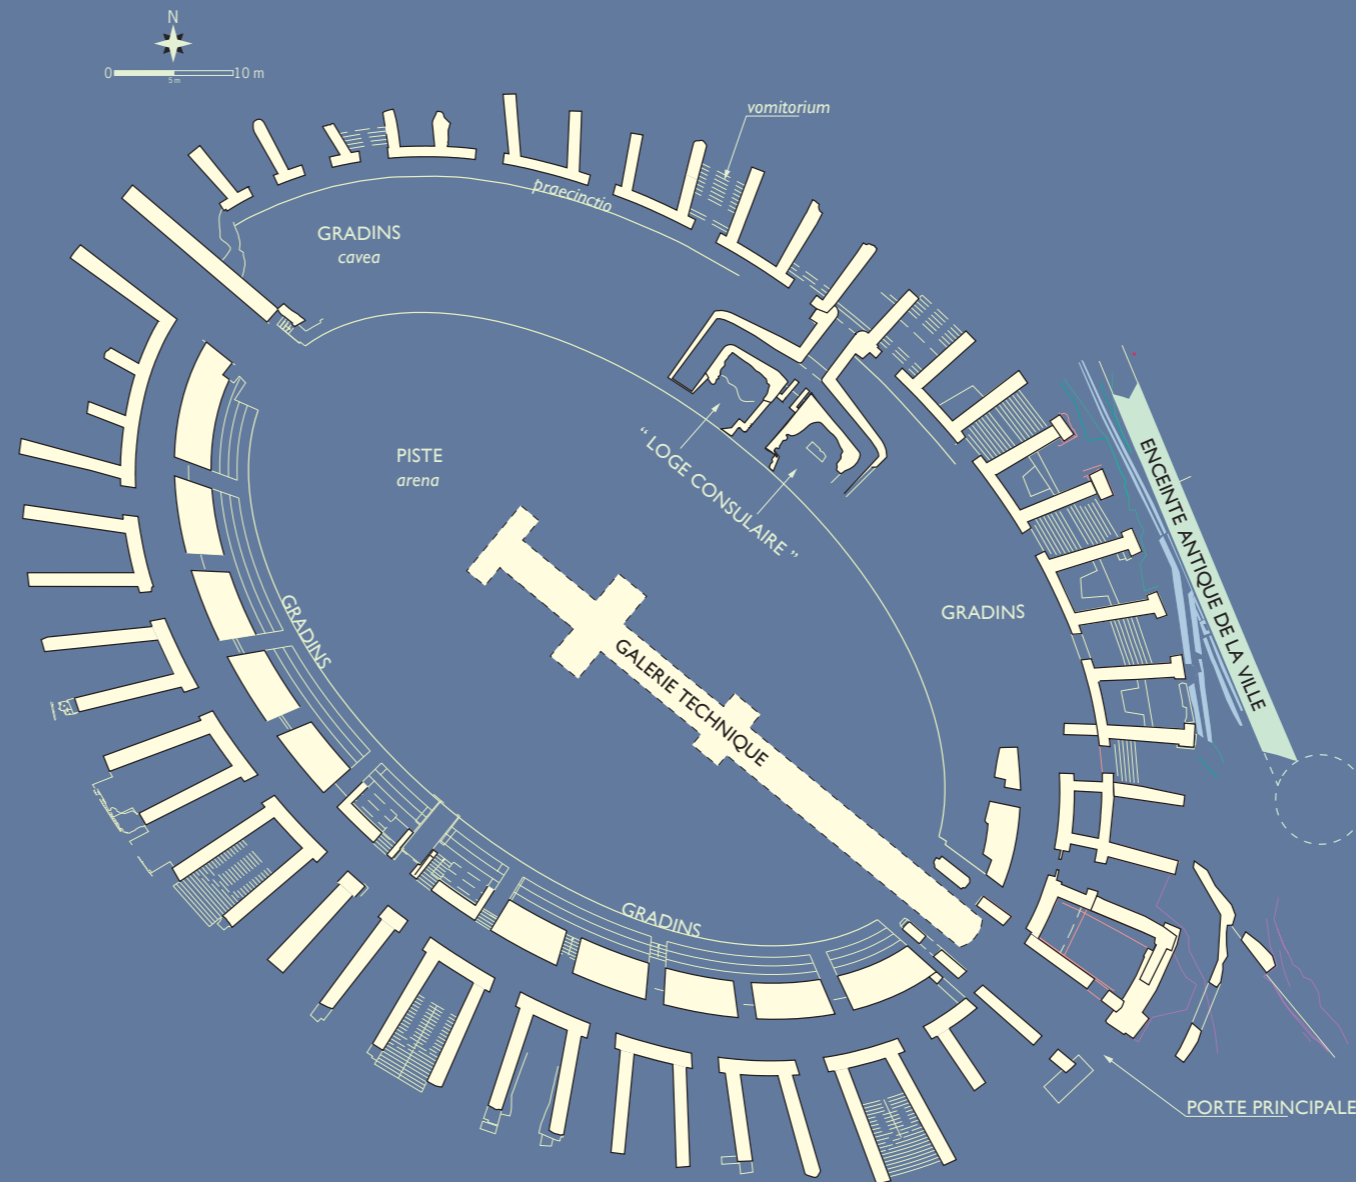 N
0
10 m
5 m
vomitorium
praecinctio
GRADINS
cavea
PISTE
arena
“ LOGE CONSULAIRE ”
ENCEINTE ANTIQUE DE LA VILLE
GRADINS
GRADINS
GALERIE TECHNIQUE
GRADINS
PORTE PRINCIPALE